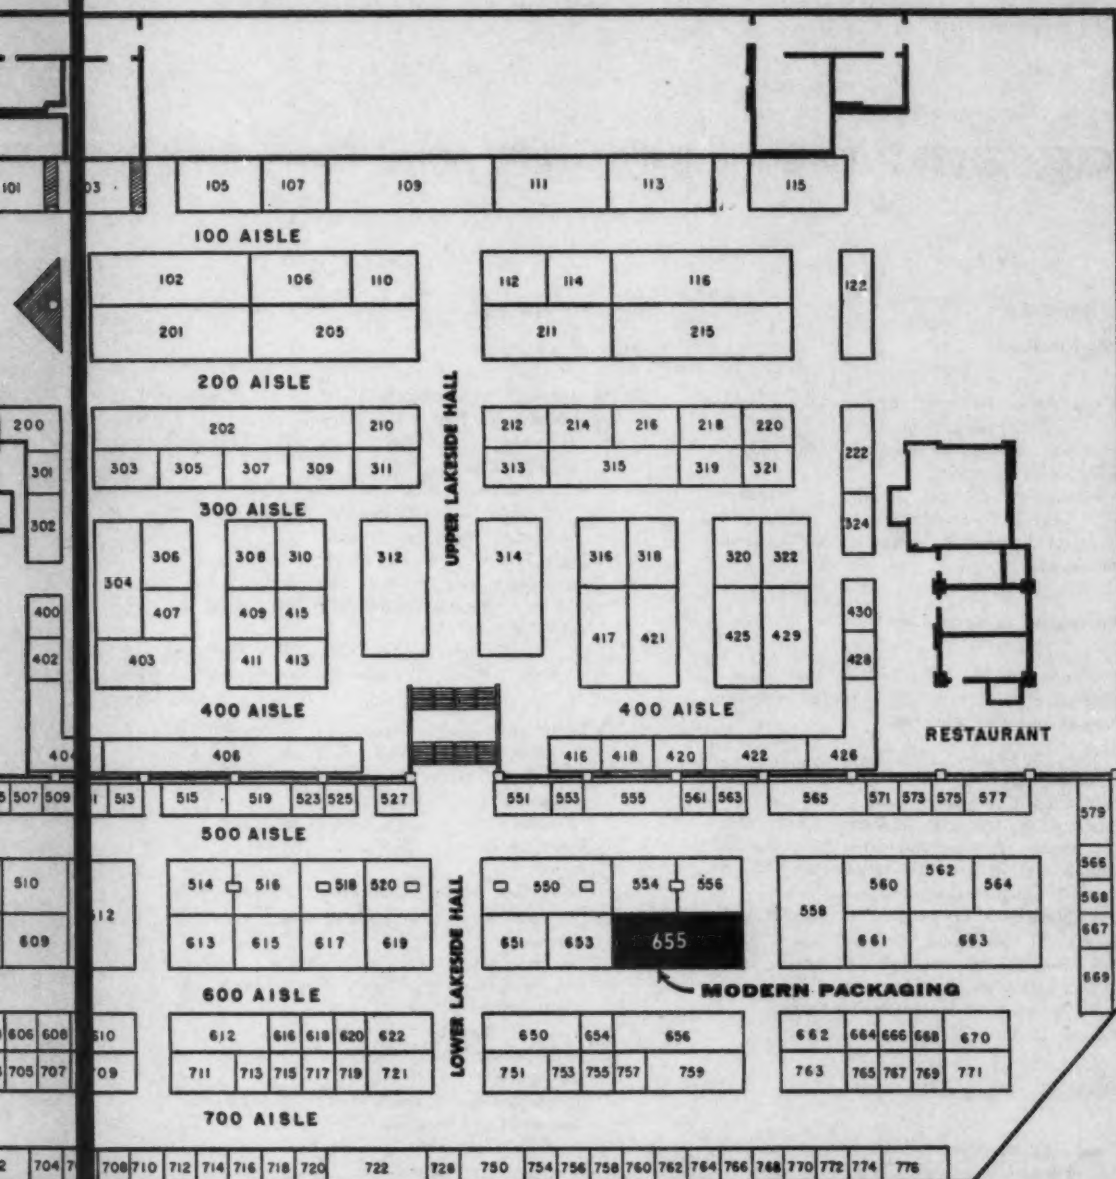 101 03 105 107 109 111 113 115
100 AISLE
102 106 110 112 114 116 122
201 205 211 215
200 AISLE
UPPER LAKESIDE HALL
200 202 210 212 214 216 218 220 222
301 303 305 307 309 311 313 315 319 321
302 300 AISLE 324
304 306 308 310 312 314 316 318 320 322
400 407 409 415 417 421 425 429 430
402 403 411 413 428
400 AISLE 400 AISLE
RESTAURANT
404 406 416 418 420 422 426
507 509 513 515 519 523 525 527 551 553 555 561 563 565 571 573 575 577 579
500 AISLE
LOWER LAKESIDE HALL
510 512 514 516 518 520 550 554 556 558 560 562 564 566
568
609 613 615 617 619 651 653 655 661 663 667
669
MODERN PACKAGING
600 AISLE
606 608 610 612 616 618 620 622 650 654 656 662 664 666 668 670
705 707 709 711 713 715 717 719 721 751 753 755 757 759 763 765 767 769 771
700 AISLE
704 708 710 712 714 716 718 720 722 728 750 754 756 758 760 762 764 766 768 770 772 774 776